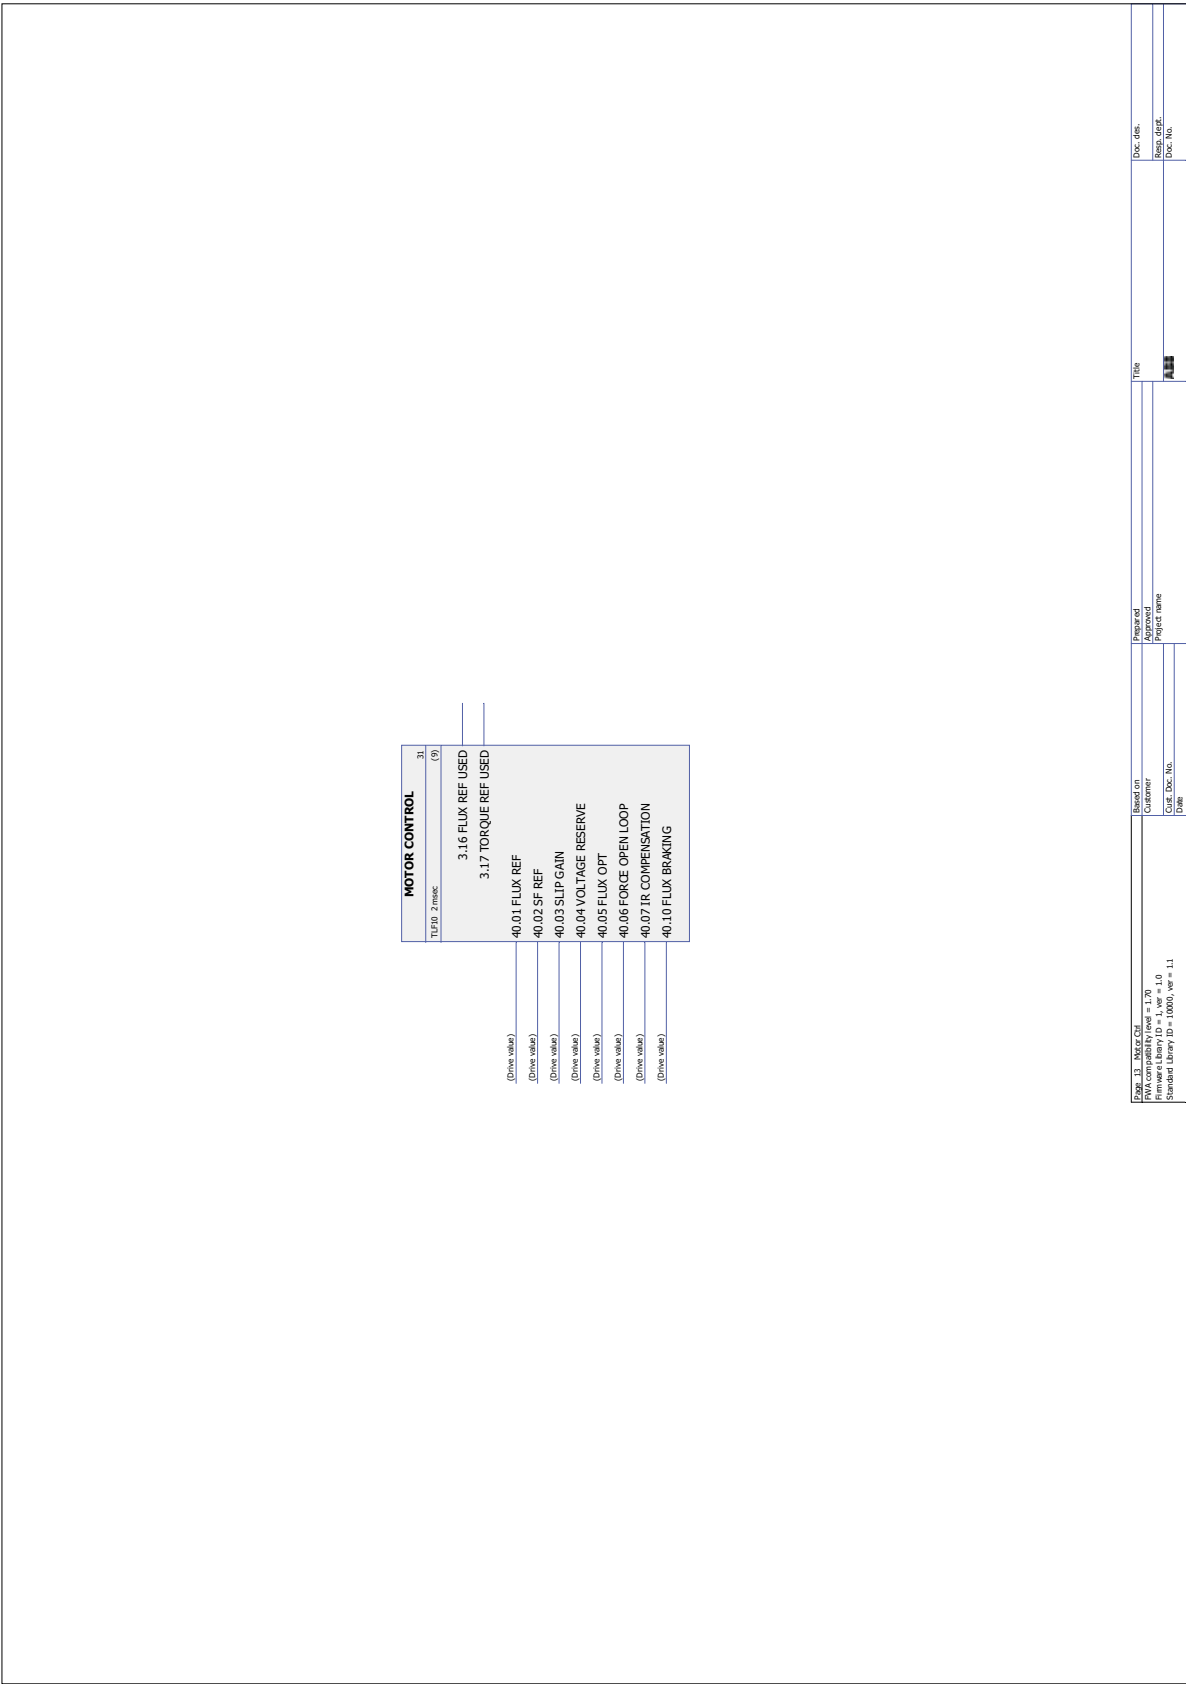 MOTOR CONTROL
31
TLF10 2 msec
(9)
3.16 FLUX REF USED
3.17 TORQUE REF USED
(Drive value)
40.01 FLUX REF
(Drive value)
40.02 SF REF
(Drive value)
40.03 SLIP GAIN
(Drive value)
40.04 VOLTAGE RESERVE
(Drive value)
40.05 FLUX OPT
(Drive value)
40.06 FORCE OPEN LOOP
(Drive value)
40.07 IR COMPENSATION
(Drive value)
40.10 FLUX BRAKING
Page 13 Motor Ctrl
FWA compatibility level = 1.70
Firmware Library ID = 1, ver = 1.0
Standard Library ID = 10000, ver = 1.1
Based on
Customer
Cust. Doc. No.
Date
Prepared
Approved
Project name
Title
ABB
Doc. des.
Resp. dept.
Doc. No.